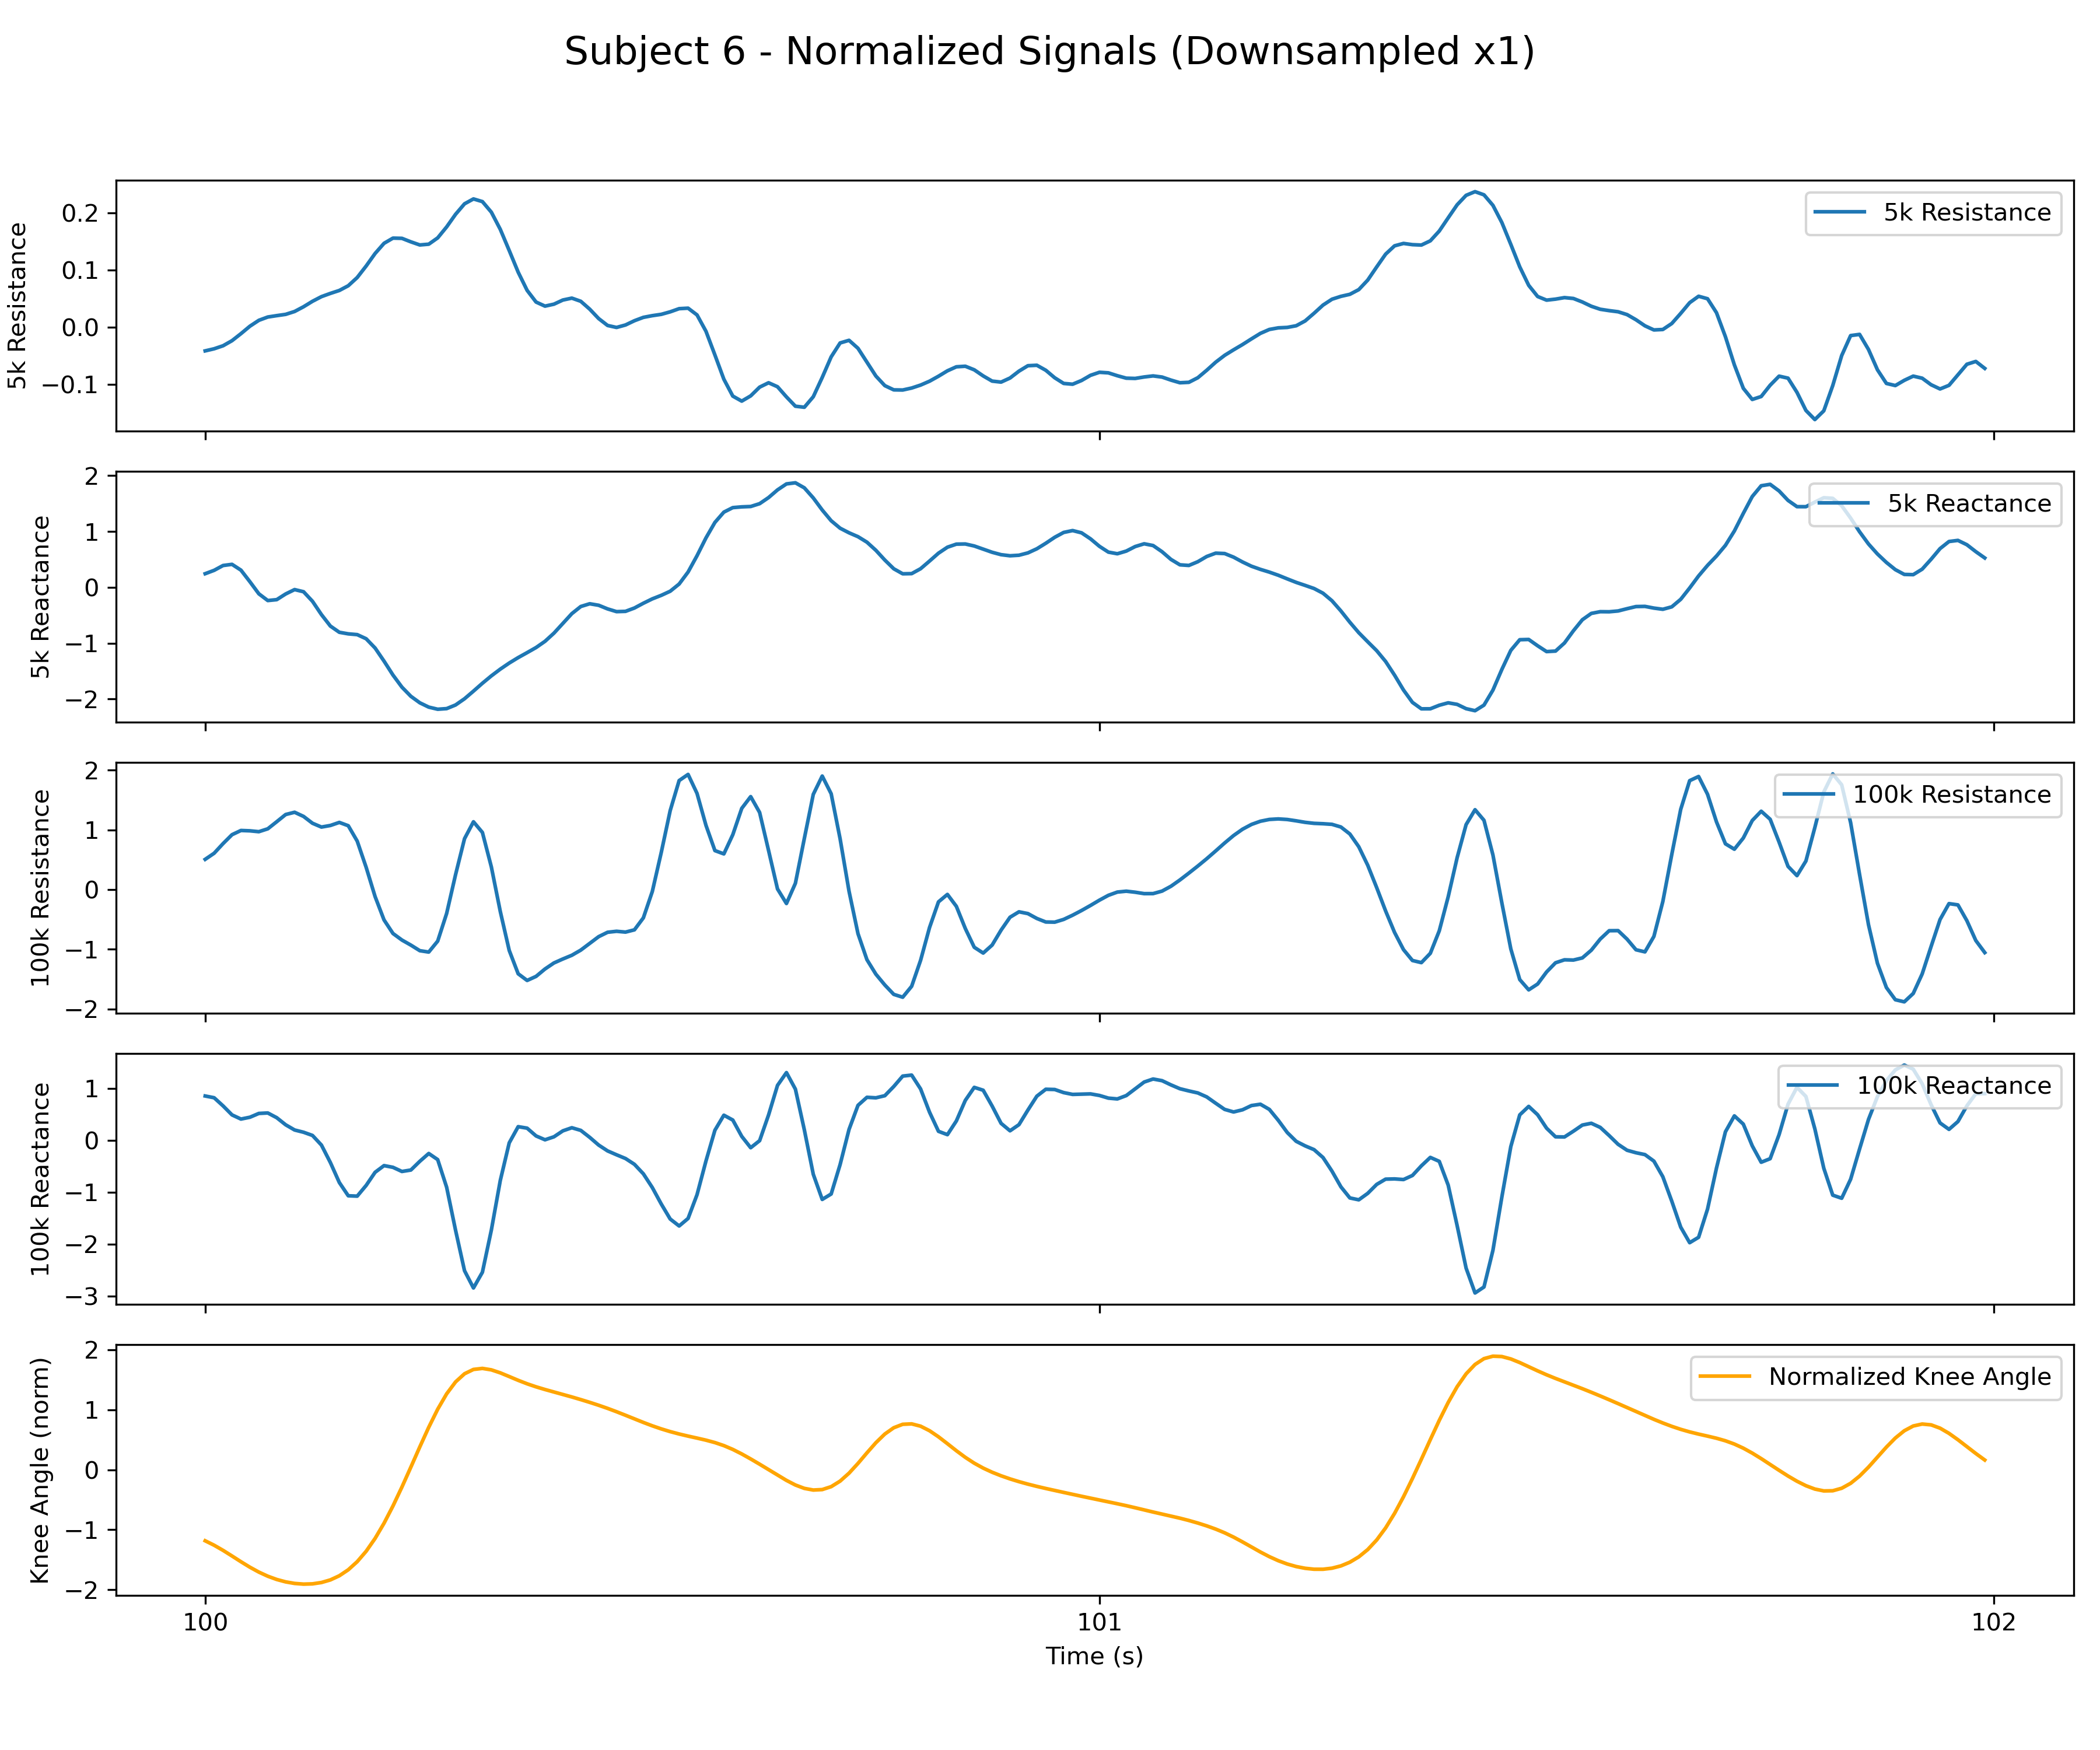 Subject 6 - Normalized Signals (Downsampled x1)
5k Resistance
0.2
0.1
0.0
−0.1
5k Resistance
5k Reactance
2
1
0
−1
−2
5k Reactance
100k Resistance
2
1
0
−1
−2
100k Resistance
100k Reactance
1
0
−1
−2
−3
100k Reactance
Knee Angle (norm)
2
1
0
−1
−2
Normalized Knee Angle
100 101 102
Time (s)